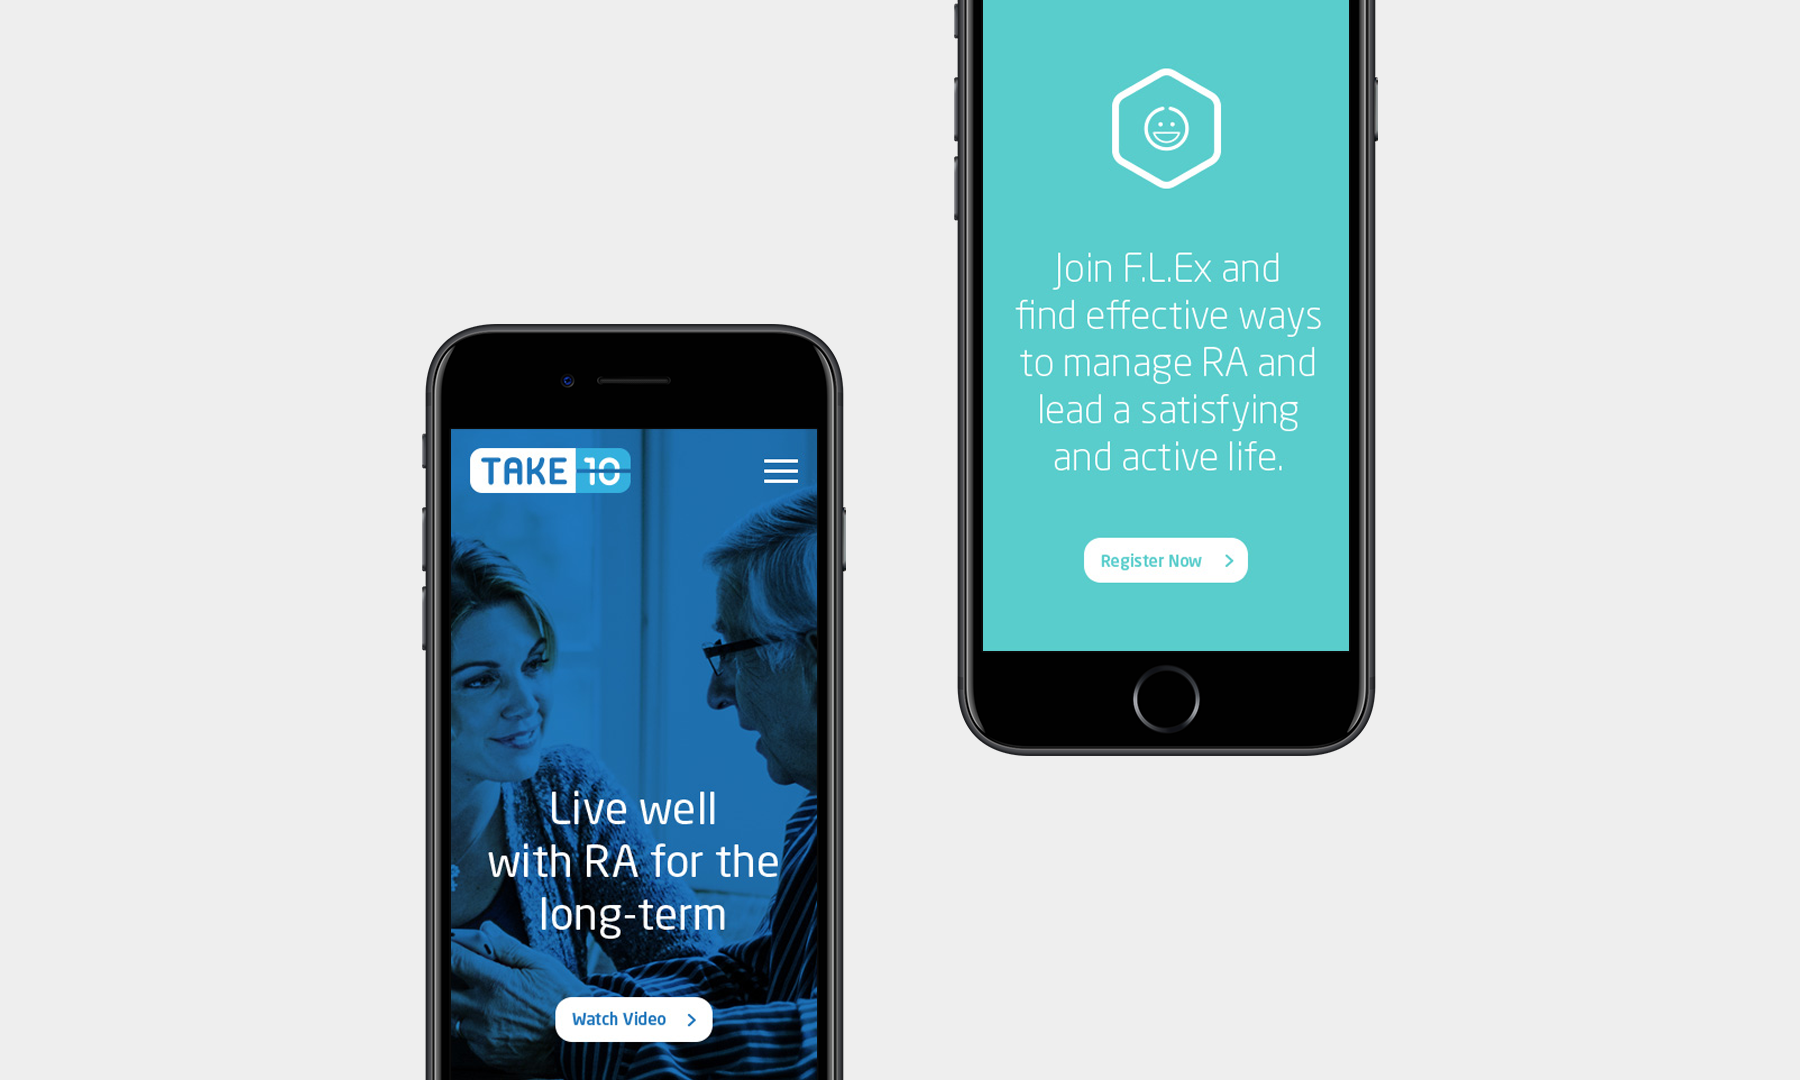 TAKE 10
Live well
with RA for the
long-term
Watch Video
Join F.L.Ex and
find effective ways
to manage RA and
lead a satisfying
and active life.
Register Now